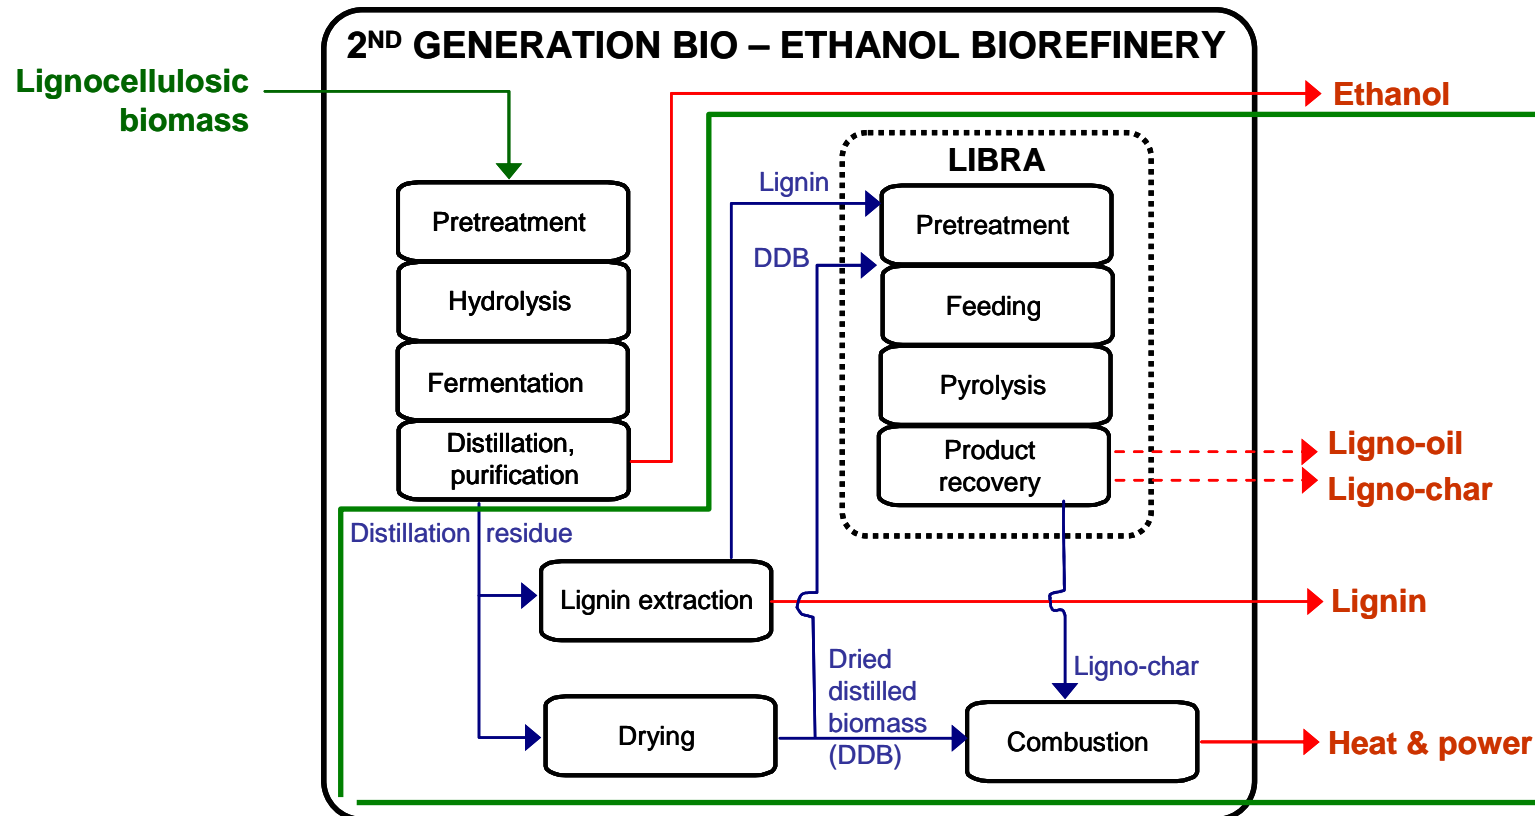 2ND GENERATION BIO – ETHANOL BIOREFINERY
Lignocellulosic
biomass
Ethanol
LIBRA
Lignin
Pretreatment
Pretreatment
DDB
Hydrolysis
Feeding
Fermentation
Pyrolysis
Distillation,
purification
Product
recovery
Ligno-oil
Ligno-char
Distillation residue
Lignin extraction
Lignin
Dried
distilled
biomass
(DDB)
Ligno-char
Drying
Combustion
Heat & power